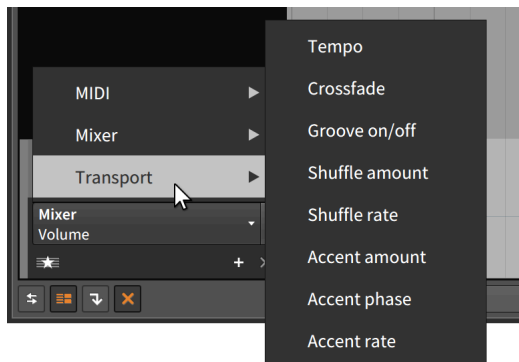 MIDI
Mixer
Transport
Mixer
Volume
Tempo
Crossfade
Groove on/off
Shuffle amount
Shuffle rate
Accent amount
Accent phase
Accent rate